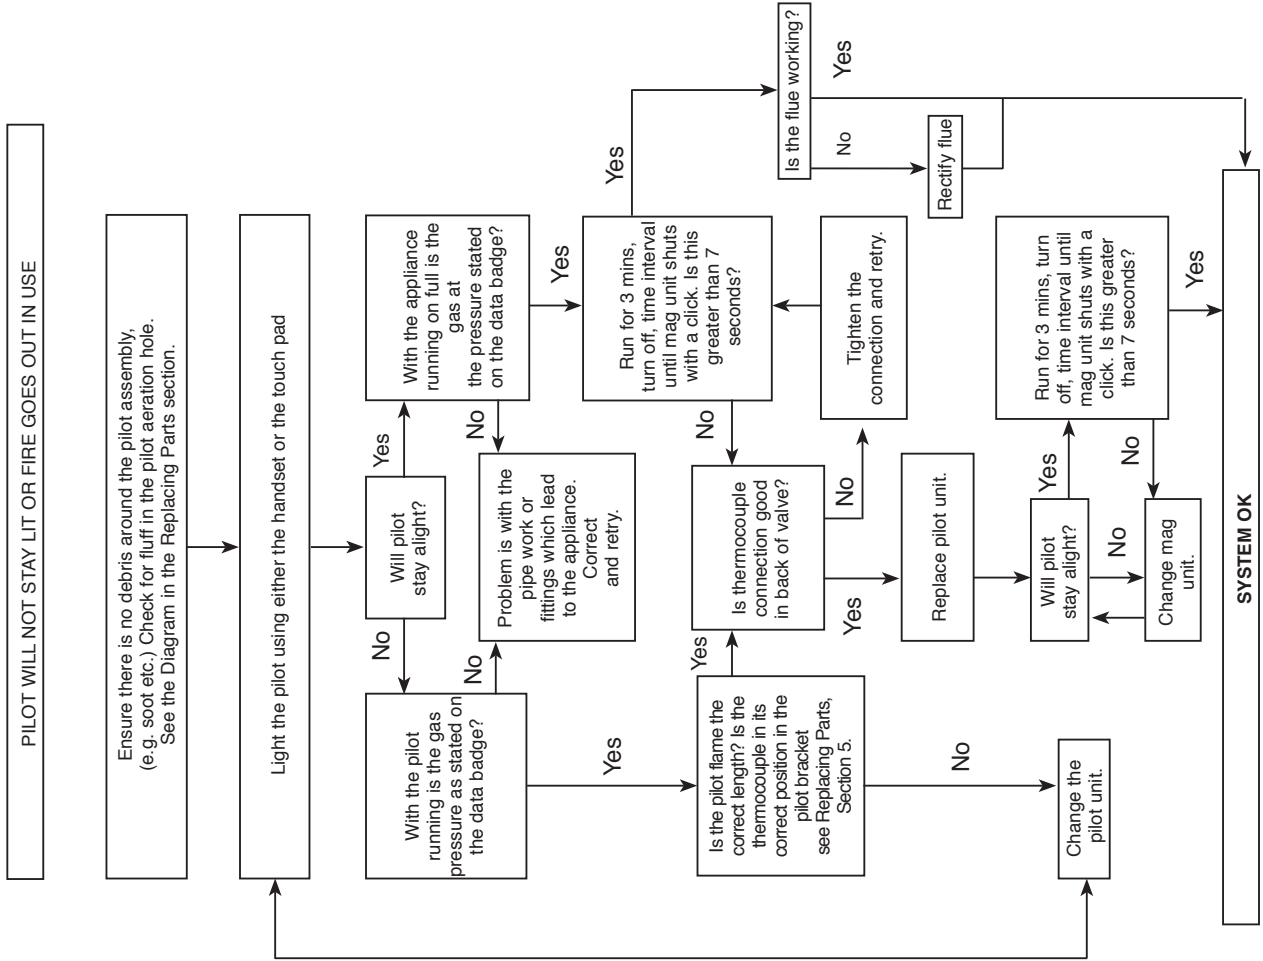 PILOT WILL NOT STAY LIT OR FIRE GOES OUT IN USE
Ensure there is no debris around the pilot assembly,
(e.g. soot etc.) Check for fluff in the pilot aeration hole.
See the Diagram in the Replacing Parts section.
Light the pilot using either the handset or the touch pad
Will pilot
stay alight?
No
Yes
With the pilot
running is the gas
pressure as stated on
the data badge?
With the appliance
running on full is the
gas at
the pressure stated
on the data badge?
No
No
Problem is with the
pipe work or
fittings which lead
to the appliance.
Correct
and retry.
Yes
Yes
Run for 3 mins,
turn off, time interval
until mag unit shuts
with a click. Is this
greater than 7
seconds?
Yes
Is the flue working?
No
Yes
Rectify flue
Is the pilot flame the
correct length? Is the
thermocouple in its
correct position in the
pilot bracket
see Replacing Parts,
Section 5.
Yes
No
Is thermocouple
connection good
in back of valve?
No
Tighten the
connection and retry.
Yes
Replace pilot unit.
No
Change the
pilot unit.
Will pilot
stay alight?
Yes
Run for 3 mins, turn
off, time interval until
mag unit shuts with a
click. Is this greater
than 7 seconds?
No
No
Change mag
unit.
Yes
SYSTEM OK